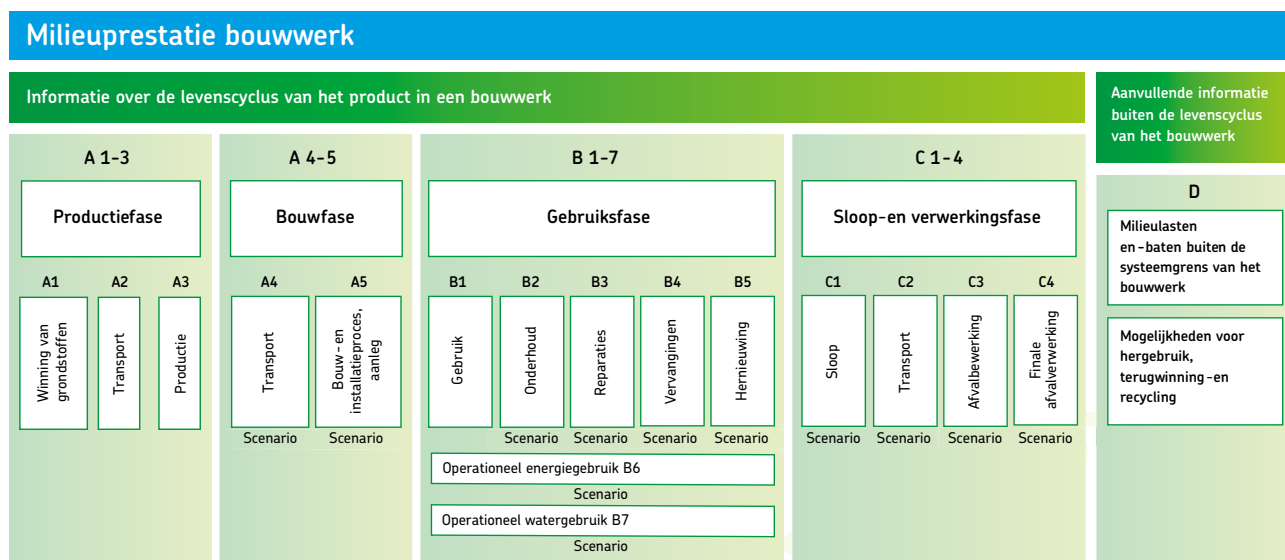 Milieuprestatie bouwwerk
Informatie over de levenscyclus van het product in een bouwwerk
Aanvullende informatie
buiten de levenscyclus
van het bouwwerk
A 1-3
Productiefase
A1
Winning van
grondstoffen
A2
Transport
A3
Productie
A 4-5
Bouwfase
A4
Transport
Scenario
A5
Bouw-en
installatieproces,
aanleg
Scenario
B 1-7
Gebruiksfase
B1
Gebruik
B2
Onderhoud
Scenario
B3
Reparaties
Scenario
B4
Vervangingen
Scenario
B5
Hernieuwing
Scenario
Operationeel energiegebruik B6
Scenario
Operationeel watergebruik B7
Scenario
C 1-4
Sloop-en verwerkingsfase
C1
Sloop
Scenario
C2
Transport
Scenario
C3
Afvalbewerking
Scenario
C4
Finale
afvalverwerking
Scenario
D
Milieulasten
en-baten buiten de
systeemgrens van het
bouwwerk
Mogelijkheden voor
hergebruik,
terugwinning-en
recycling